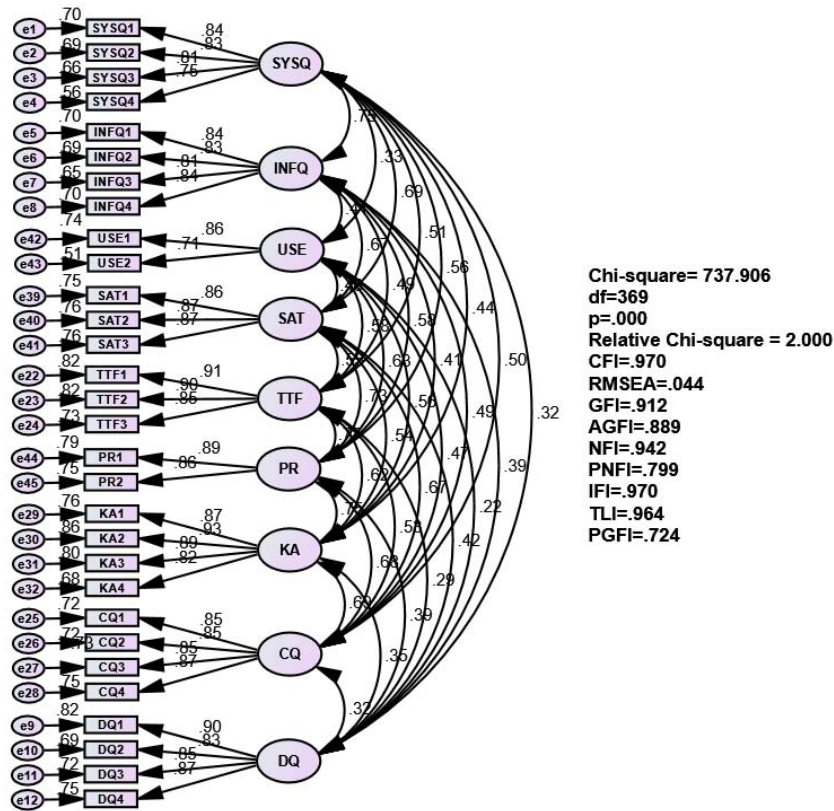 .70
e1 SYSQ1 .84
.69 .83
e2 SYSQ2 .81
.66 .75
e3 SYSQ3
.56
e4 SYSQ4
SYSQ
.70
e5 INFQ1 .84
.69 .83
e6 INFQ2 .81
.65 .84
e7 INFQ3
.70
e8 INFQ4
INFQ
.74
e42 USE1 .86
.51 .71
e43 USE2
USE
.75
e39 SAT1 .86
.76 .87
e40 SAT2 .87
.76
e41 SAT3
SAT
.82
e22 TTF1 .91
.82 .90
e23 TTF2 .85
.73
e24 TTF3
TTF
.79
e44 PR1 .89
.75 .86
e45 PR2
PR
.76
e29 KA1 .87
.86 .93
e30 KA2 .89
.80 .82
e31 KA3
.68
e32 KA4
KA
.72
e25 CQ1 .85
.72 .85
e26 .73 CQ2 .85
e27 CQ3 .87
.75
e28 CQ4
CQ
.82
e9 DQ1 .90
.69 .83
e10 DQ2 .85
.72 .87
e11 DQ3
.75
e12 DQ4
DQ
.33
.69
.51
.67
.56
.49
.44
.58
.58
.50
.63
.41
.32
.73
.56
.49
.54
.47
.39
.62
.67
.22
.75
.53
.42
.68
.29
.60
.39
.35
.32
Chi-square= 737.906
df=369
p=.000
Relative Chi-square = 2.000
CFI=.970
RMSEA=.044
GFI=.912
AGFI=.889
NFI=.942
PNFI=.799
IFI=.970
TLI=.964
PGFI=.724